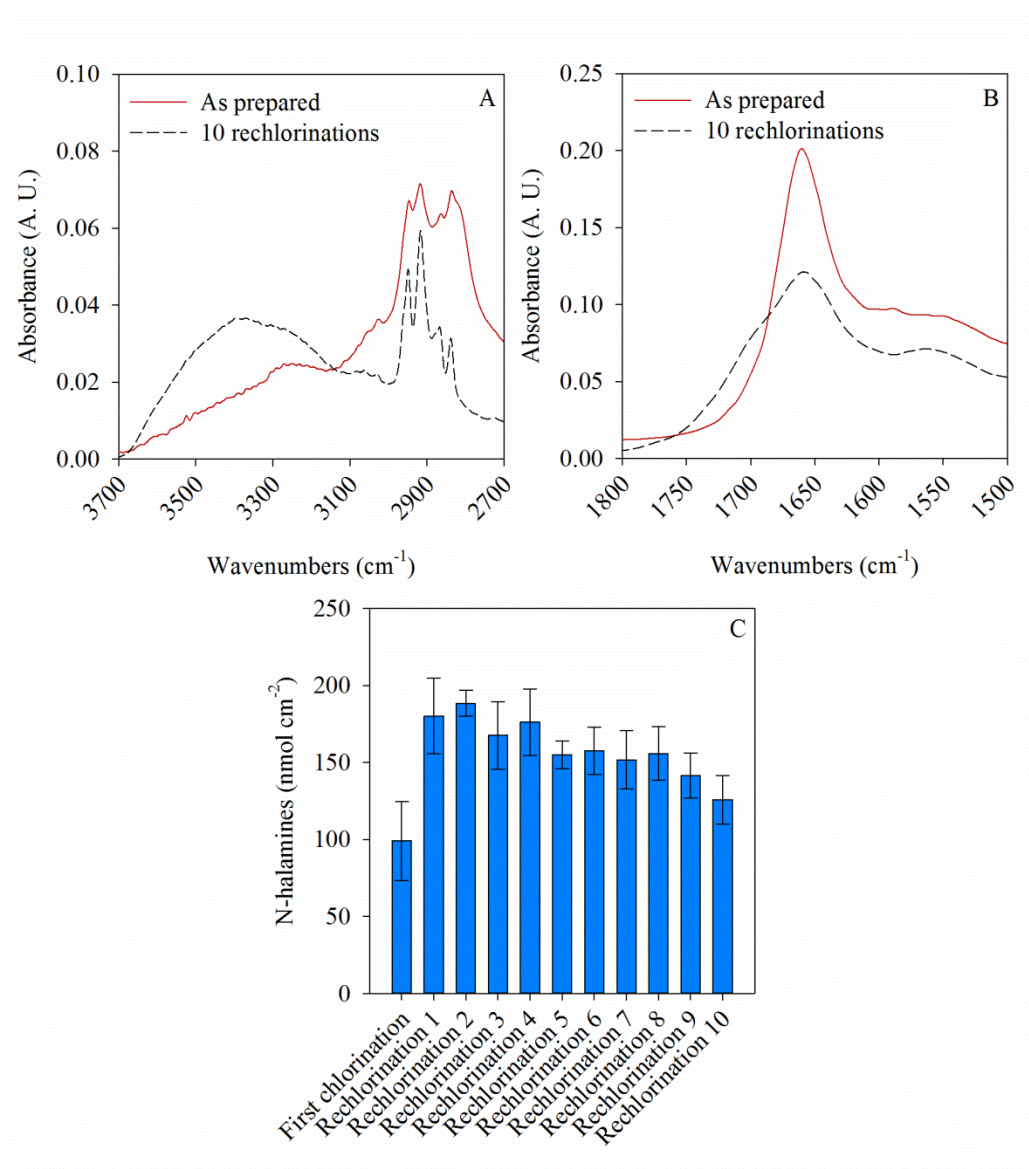 A
As prepared
10 rechlorinations
Absorbance (A. U.)
0.10
0.08
0.06
0.04
0.02
0.00
3700
3500
3300
3100
2900
2700
Wavenumbers (cm⁻¹)
B
As prepared
10 rechlorinations
Absorbance (A. U.)
0.25
0.20
0.15
0.10
0.05
0.00
1800
1750
1700
1650
1600
1550
1500
Wavenumbers (cm⁻¹)
C
N-halamines (nmol cm⁻²)
250
200
150
100
50
0
First chlorination
Rechlorination 1
Rechlorination 2
Rechlorination 3
Rechlorination 4
Rechlorination 5
Rechlorination 6
Rechlorination 7
Rechlorination 8
Rechlorination 9
Rechlorination 10